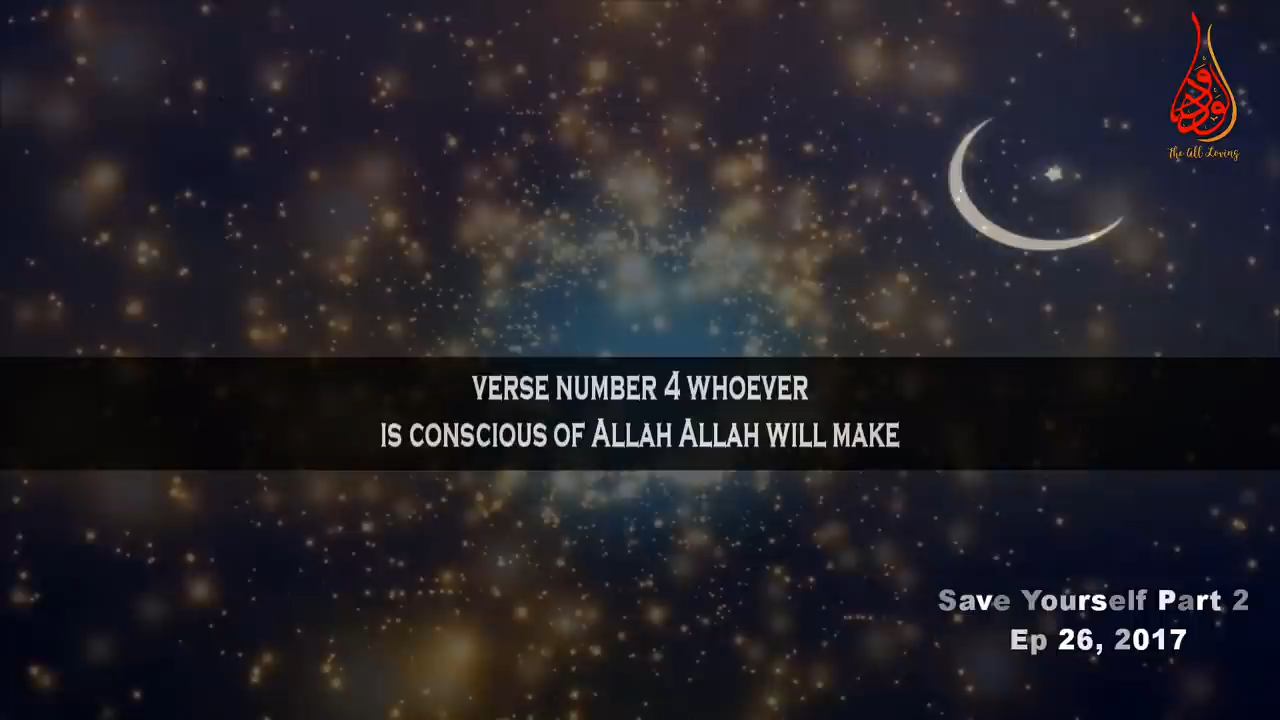 الودود
The All Loving
VERSE NUMBER 4 WHOEVER
IS CONSCIOUS OF ALLAH ALLAH WILL MAKE
Save Yourself Part 2
Ep 26, 2017